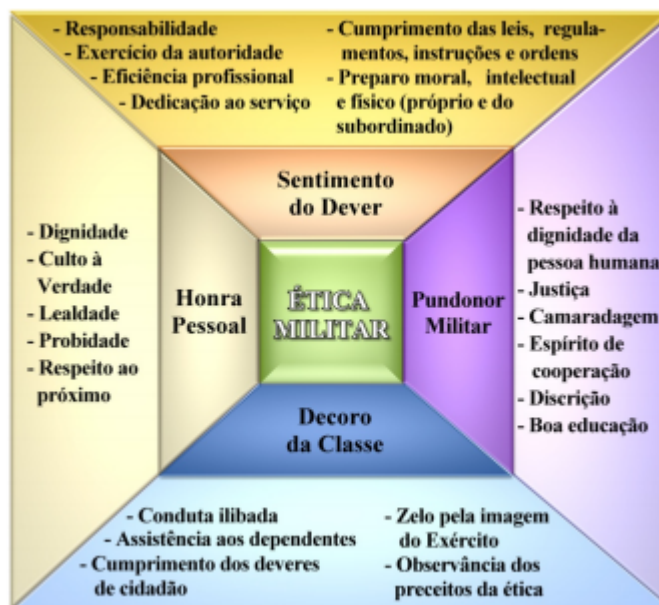 - Responsabilidade
- Exercício da autoridade
- Eficiência profissional
- Dedicação ao serviço
- Cumprimento das leis, regula-
mentos, instruções e ordens
- Preparo moral, intelectual
e físico (próprio e do
subordinado)
Sentimento
do Dever
- Dignidade
- Culto à
Verdade
- Lealdade
- Probidade
- Respeito ao
próximo
Honra
Pessoal
ÉTICA
MILITAR
Pundonor
Militar
- Respeito à
dignidade da
pessoa humana
- Justiça
- Camaradagem
- Espírito de
cooperação
- Discrição
- Boa educação
Decoro
da Classe
- Conduta ilibada
- Assistência aos dependentes
- Cumprimento dos deveres
de cidadão
- Zelo pela imagem
do Exército
- Observância dos
preceitos da ética